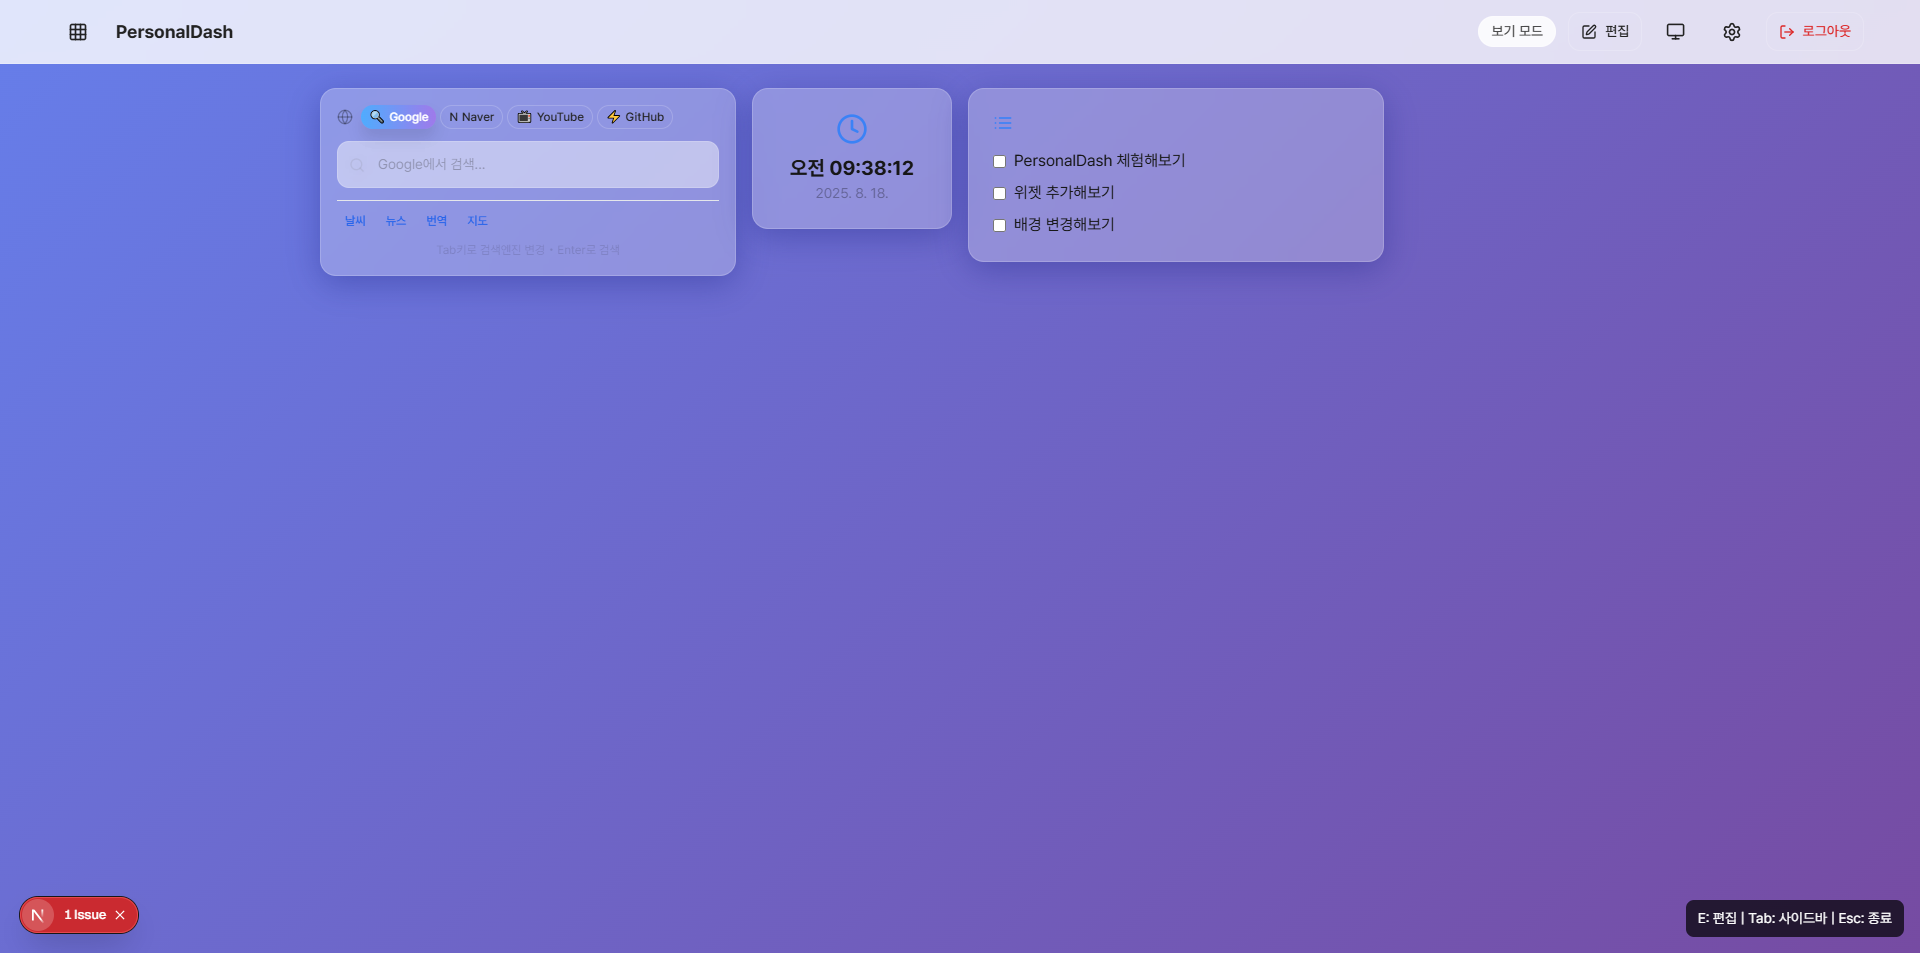 PersonalDash
보기 모드
편집
로그아웃
Google
N Naver
YouTube
GitHub
Google에서 검색...
날씨 뉴스 번역 지도
Tab키로 검색엔진 변경 • Enter로 검색
오전 09:38:12
2025. 8. 18.
PersonalDash 체험해보기
위젯 추가해보기
배경 변경해보기
N
1 Issue
E: 편집 | Tab: 사이드바 | Esc: 종료